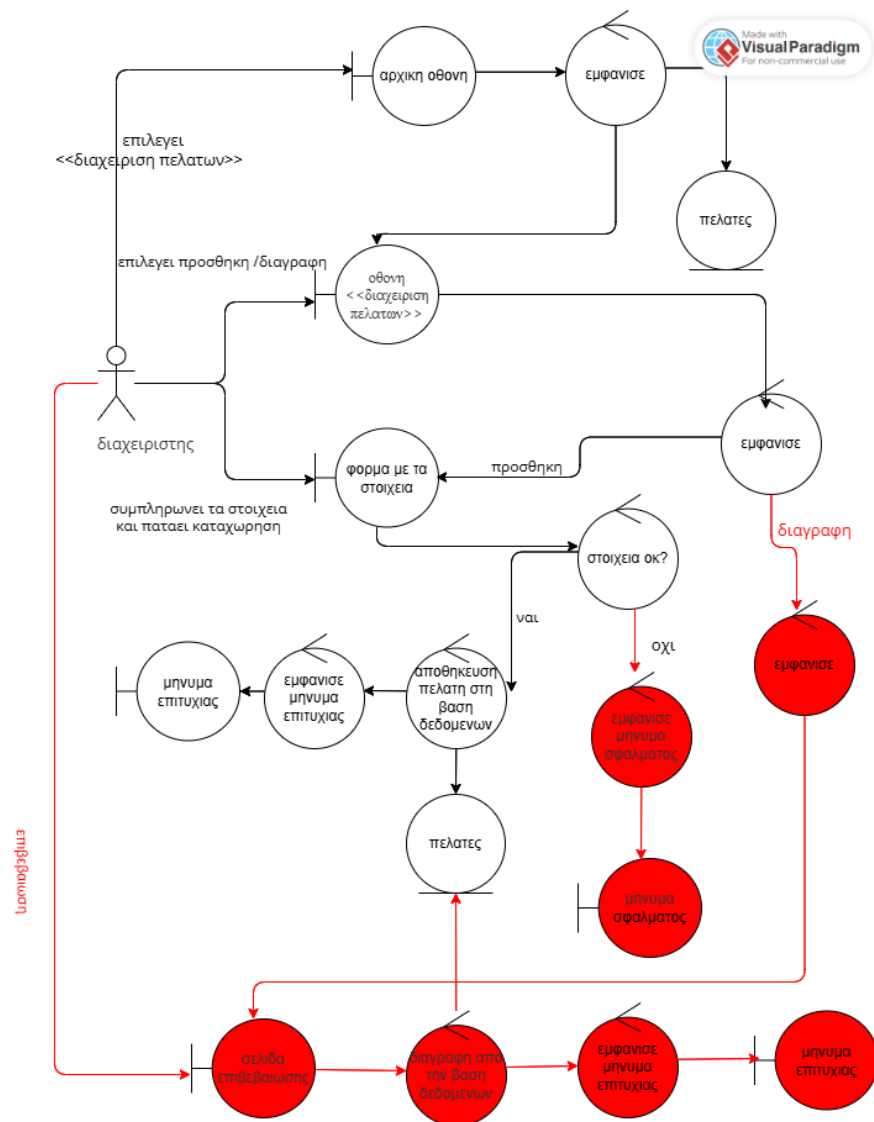 Made with
Visual Paradigm
For non-commercial use
αρχικη οθονη
εμφανισε
επιλεγει
<<διαχειριση πελατων>>
πελατες
επιλεγει προσθηκη /διαγραφη
οθονη
<<διαχειριση
πελατων>>
διαχειριστης
εμφανισε
προσθηκη
φορμα με τα
στοιχεια
συμπληρωνει τα στοιχεια
και παταει καταχωρηση
διαγραφη
στοιχεια οκ?
ναι
οχι
εμφανισε
μηνυμα
επιτυχιας
εμφανισε
μηνυμα
επιτυχιας
αποθηκευση
πελατη στη
βαση
δεδομενων
εμφανισε
μηνυμα
σφαλματος
πελατες
επιβεβαιωση
μηνυμα
σφαλματος
σελιδα
επιβεβαιωσης
διαγραφη απο
την βαση
δεδομενων
εμφανισε
μηνυμα
επιτυχιας
μηνυμα
επιτυχιας